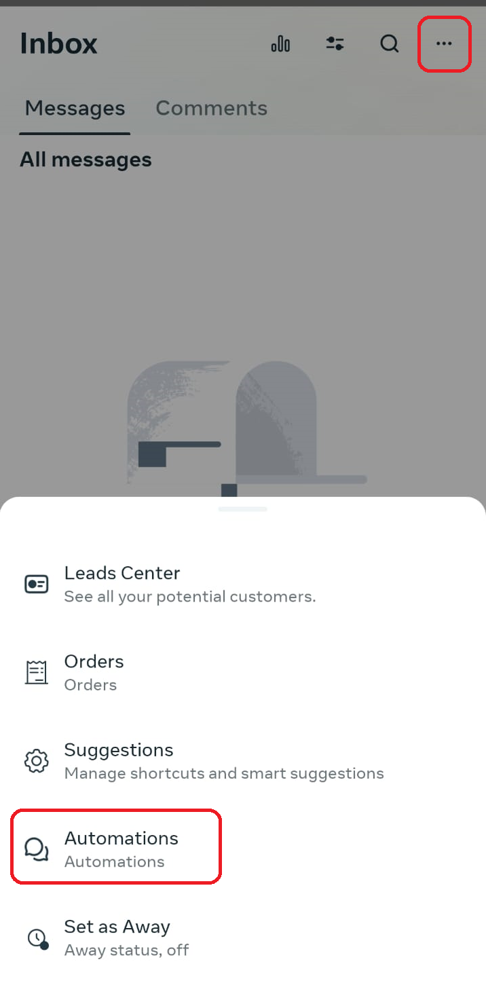 Inbox
Messages
Comments
All messages
Leads Center
See all your potential customers.
Orders
Orders
Suggestions
Manage shortcuts and smart suggestions
Automations
Automations
Set as Away
Away status, off